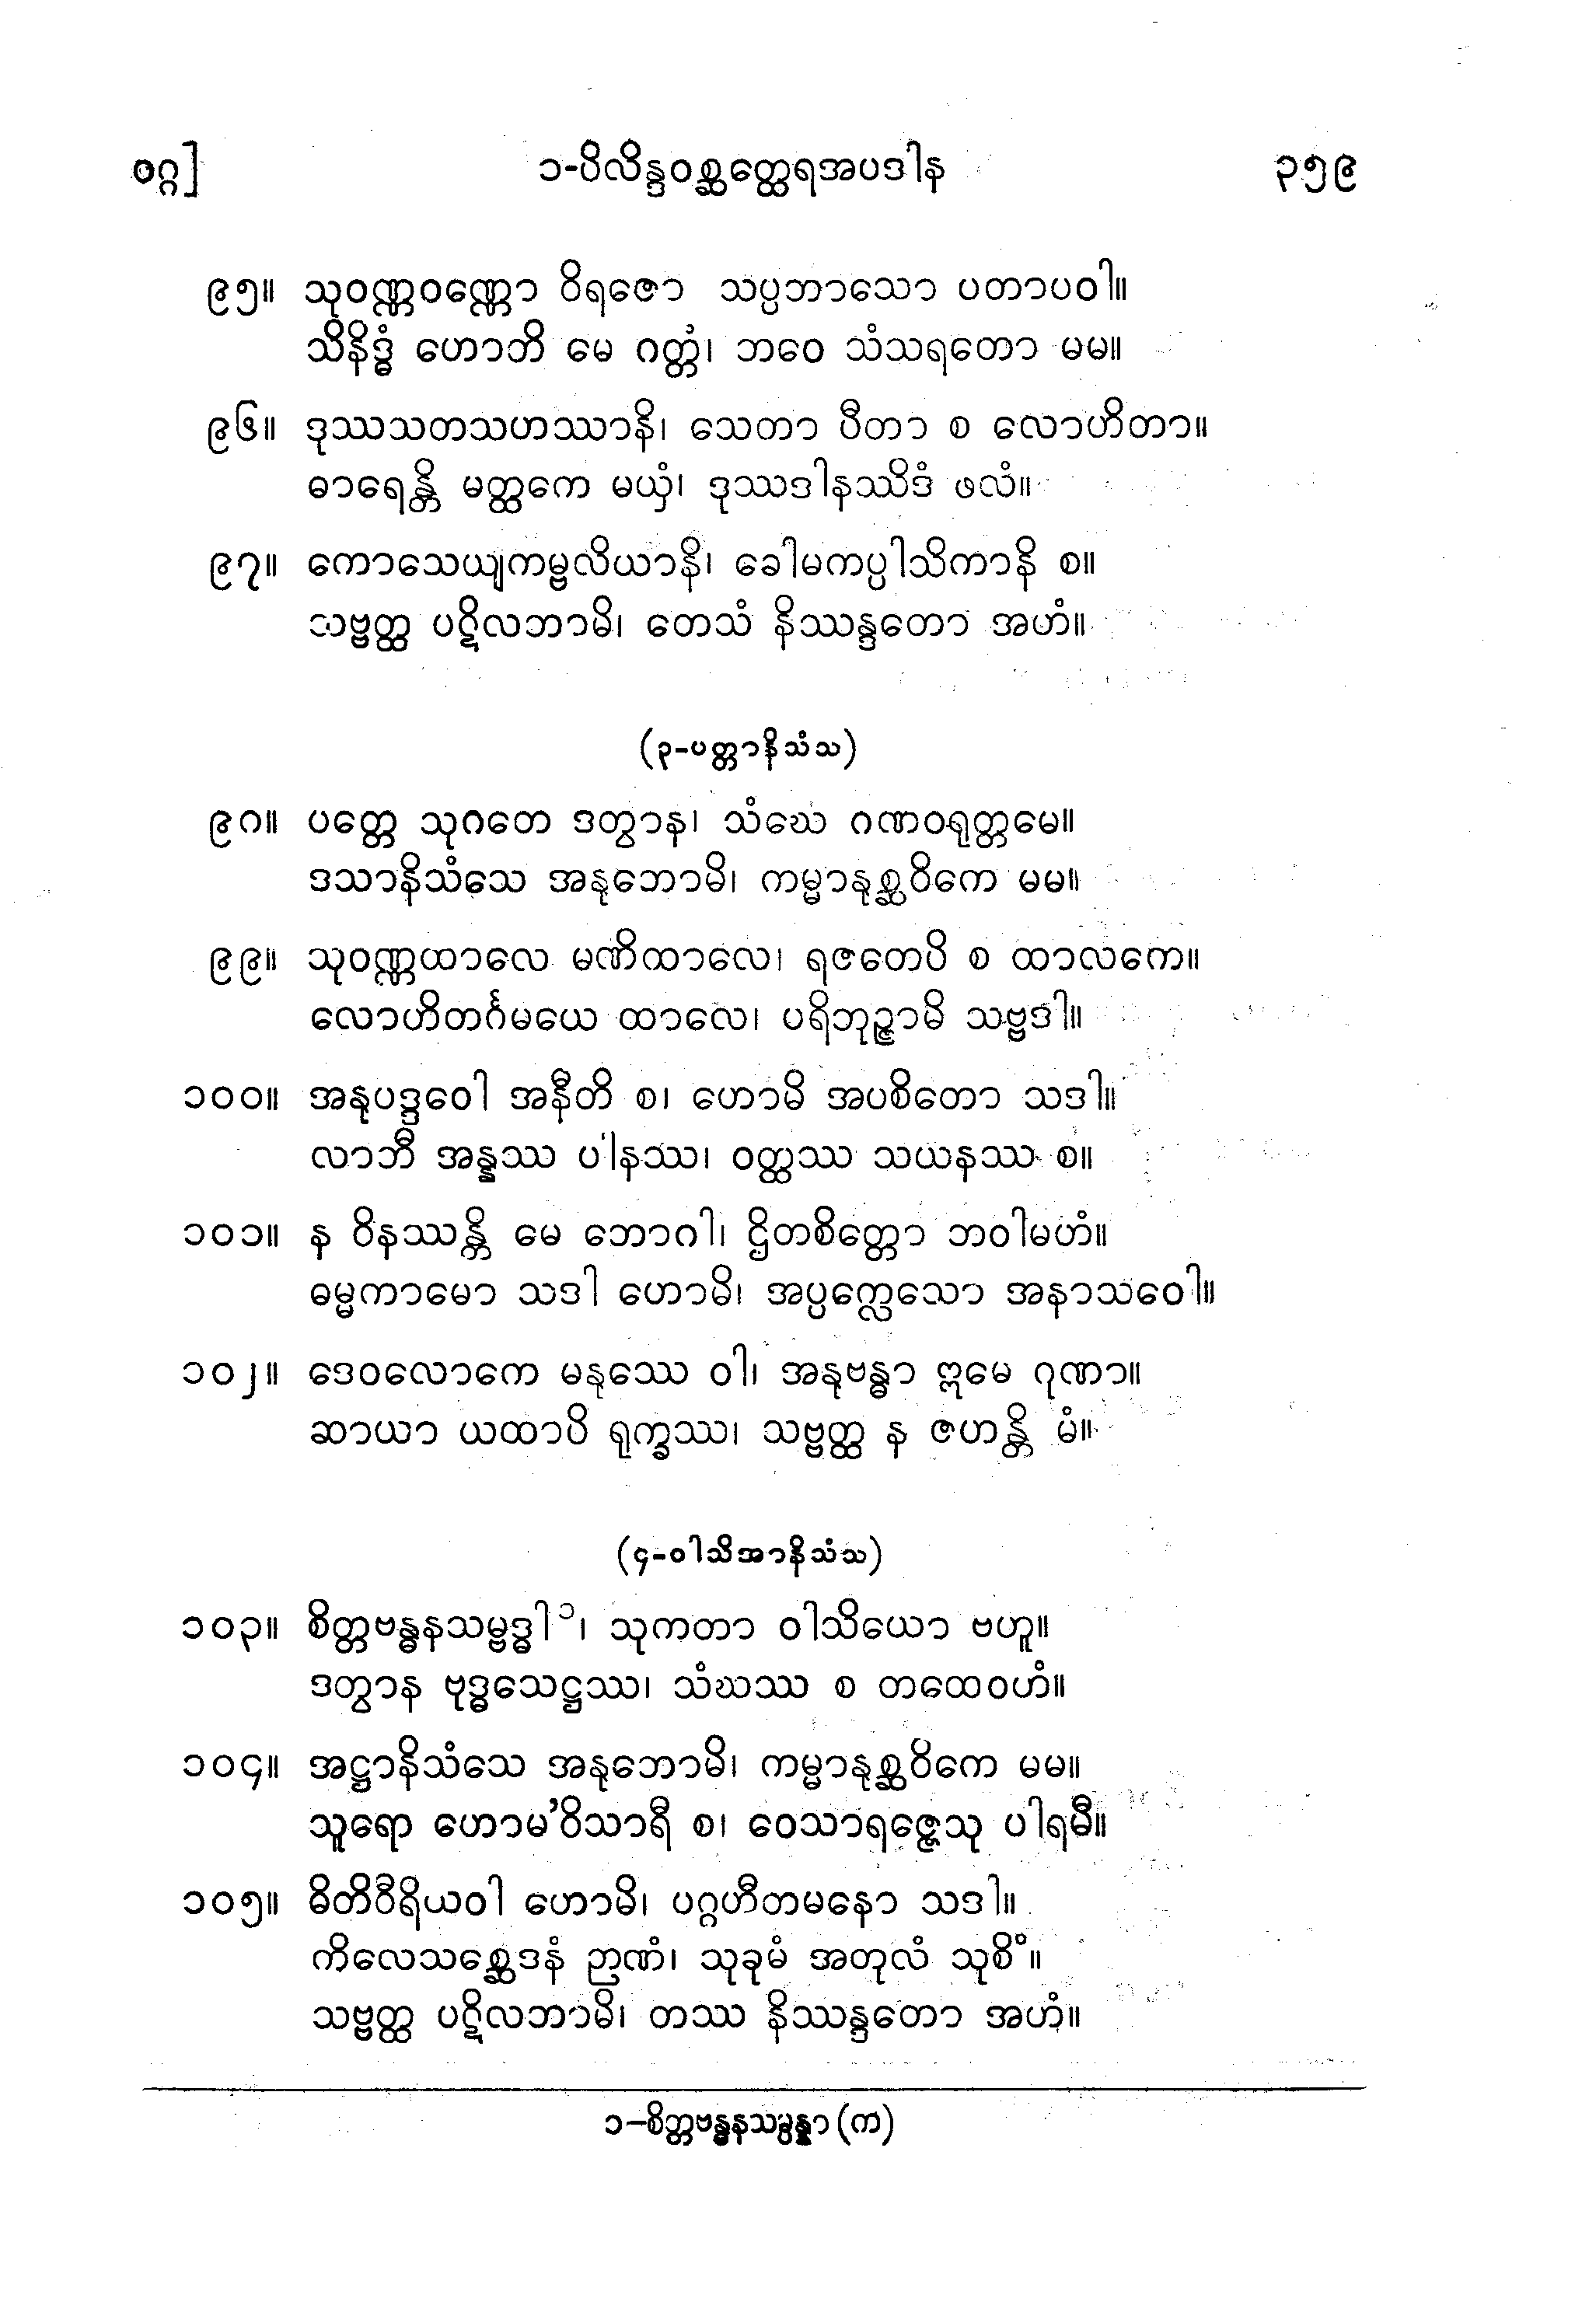 ဝဂ္ဂ] ၁-ပိလိန္ဒဝစ္ဆတ္ထေရအပဒါန ၃၅၉
၉၅။ သုဝဏ္ဏဝဏ္ဏော ဝိရဇော သပ္ပဘာသော ပတာပဝါ။
သိနိဒ္ဓံ ဟောဘိ မေ ဂတ္တံ၊ ဘဝေ သံသရတော မမ။
၉၆။ ဒုဿသတသဟဿာနိ၊ သေတာ ပီတာ စ လောဟိတာ။
ဓာရေန္တိ မတ္ထကေ မယှံ၊ ဒုဿဒါနဿိဒံ ဖလံ။
၉၇။ ကောသေယျကမ္ဗလိယာနိ၊ ခေါမကပ္ပါသိကာနိ စ။
သဗ္ဗတ္ထ ပဋိလဘာမိ၊ တေသံ နိဿန္ဒတော အဟံ။
(၃-ပတ္တာနိသံသ)
၉၈။ ပတ္တေ သုဂတေ ဒတွာန၊ သံဃေ ဂဏဝရုတ္တမေ။
ဒသာနိသံသေ အနုဘောမိ၊ ကမ္မာနုစ္ဆဝိကေ မမ။
၉၉။ သုဝဏ္ဏထာလေ မဏိထာလေ၊ ရဇတေပိ စ ထာလကေ။
လောဟိတင်္ဂမယေ ထာလေ၊ ပရိဘုဉ္ဇာမိ သဗ္ဗဒါ။
၁၀၀။ အနုပဒ္ဒဝေါ အနီတိ စ၊ ဟောမိ အပစိတော သဒါ။
လာဘီ အန္နဿ ပါနဿ၊ ဝတ္ထဿ သယနဿ စ။
၁၀၁။ န ဝိနဿန္တိ မေ ဘောဂါ၊ ဌိတစိတ္တော ဘဝါမဟံ။
ဓမ္မကာမော သဒါ ဟောမိ၊ အပ္ပက္လေသော အနာသဝေါ။
၁၀၂။ ဒေဝလောကေ မနုဿေ ဝါ၊ အနုဗန္ဓာ ဣမေ ဂုဏာ။
ဆာယာ ယထာပိ ရုက္ခဿ၊ သဗ္ဗတ္ထ န ဇဟန္တိ မံ။
(၄-ဝါသိအာနိသံသ)
၁၀၃။ စိတ္တဗန္ဓနသမ္ဗဒ္ဓါ၁၊ သုကတာ ဝါသိယော ဗဟူ။
ဒတွာန ဗုဒ္ဓသေဋ္ဌဿ၊ သံဃဿ စ တထေဝဟံ။
၁၀၄။ အဋ္ဌာနိသံသေ အနုဘောမိ၊ ကမ္မာနုစ္ဆဝိကေ မမ။
သူရော ဟောမ’ဝိသာရီ စ၊ ဝေသာရဇ္ဇေသု ပါရမီ။
၁၀၅။ ဓိတိဝီရိယဝါ ဟောမိ၊ ပဂ္ဂဟီတမနော သဒါ။
ကိလေသစ္ဆေဒနံ ဉာဏံ၊ သုခုမံ အတုလံ သုစိံ။
သဗ္ဗတ္ထ ပဋိလဘာမိ၊ တဿ နိဿန္ဒတော အဟံ။
၁–စိတ္တဗန္ဓနသမ္ပန္နာ (က)